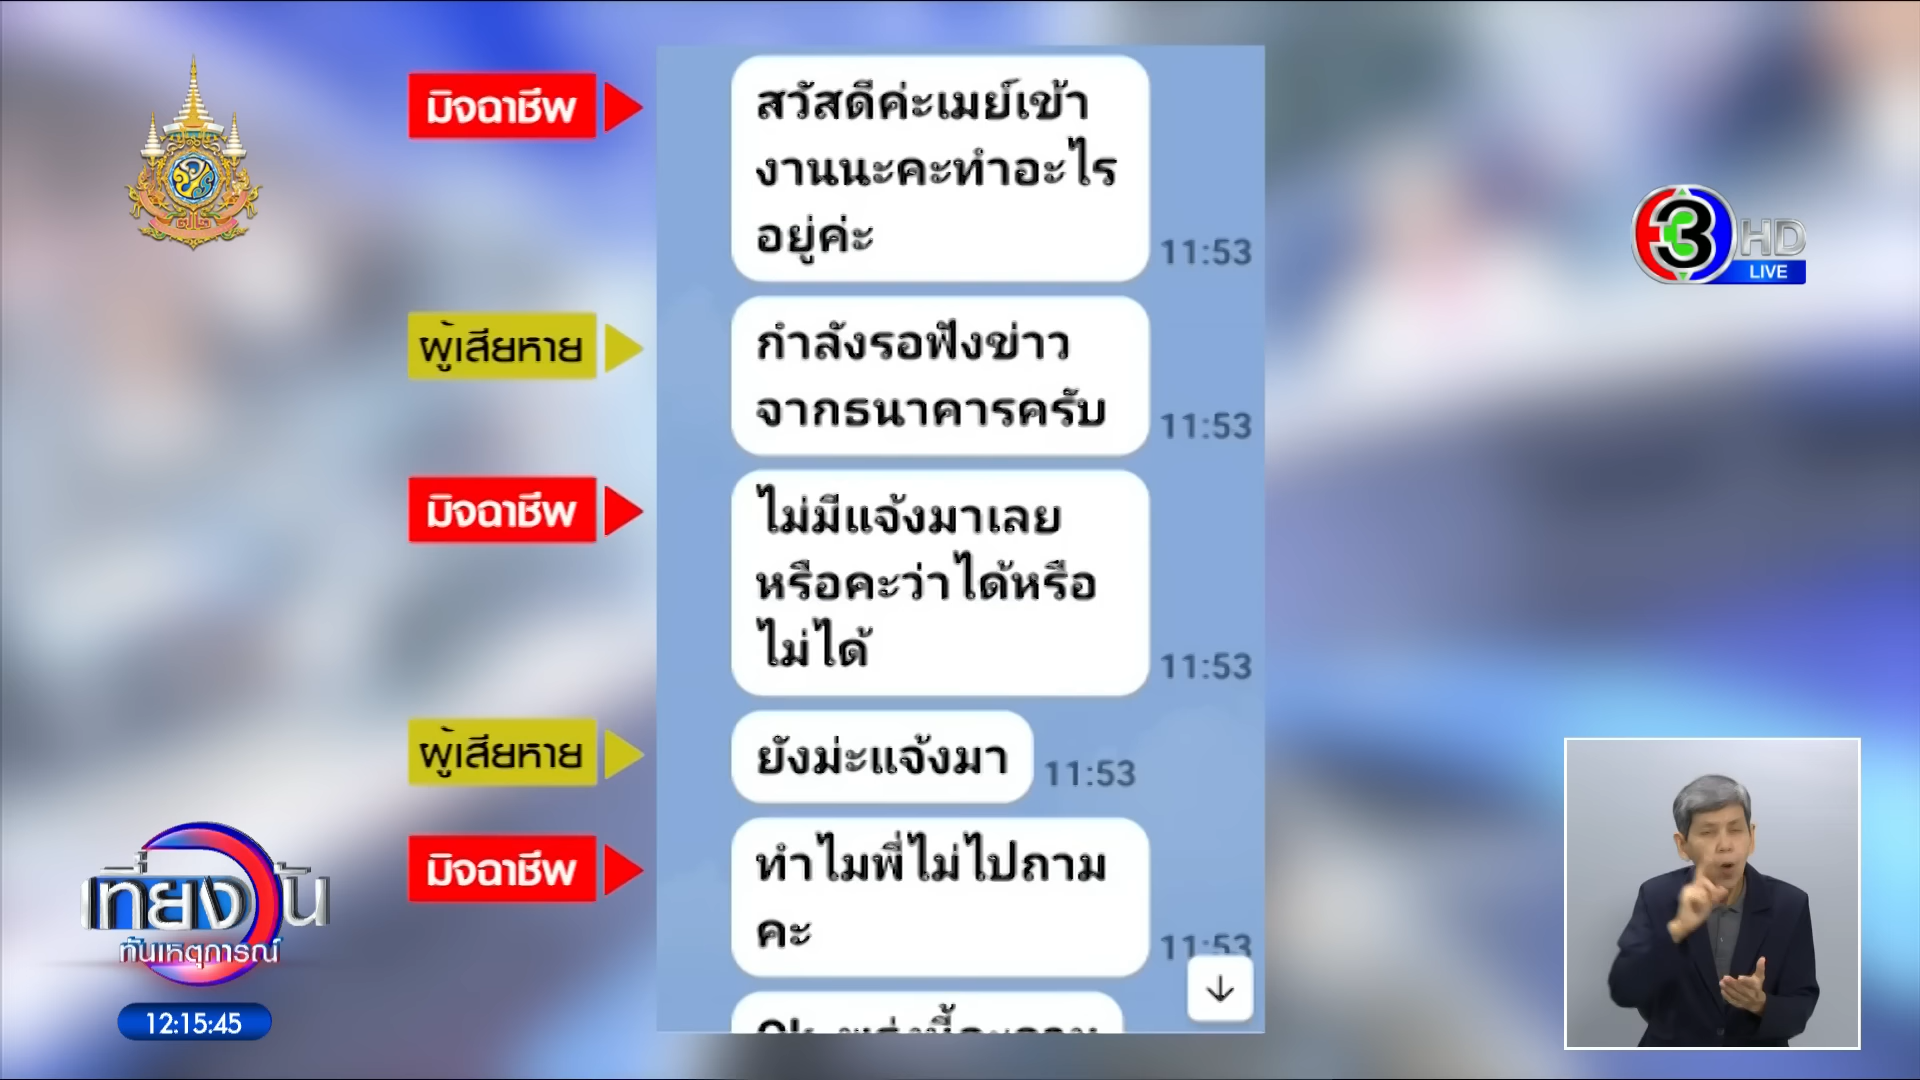 มิจฉาชีพ
สวัสดีค่ะเมย์เข้า
งานนะคะทำอะไร
อยู่ค่ะ
11:53
3 HD
LIVE
ผู้เสียหาย
กำลังรอฟังข่าว
จากธนาคารครับ
11:53
มิจฉาชีพ
ไม่มีแจ้งมาเลย
หรือคะว่าได้หรือ
ไม่ได้
11:53
ผู้เสียหาย
ยังม่ะแจ้งมา
11:53
มิจฉาชีพ
ทำไมพี่ไม่ไปถาม
คะ
11:53
เที่ยงวัน
ทันเหตุการณ์
12:15:45